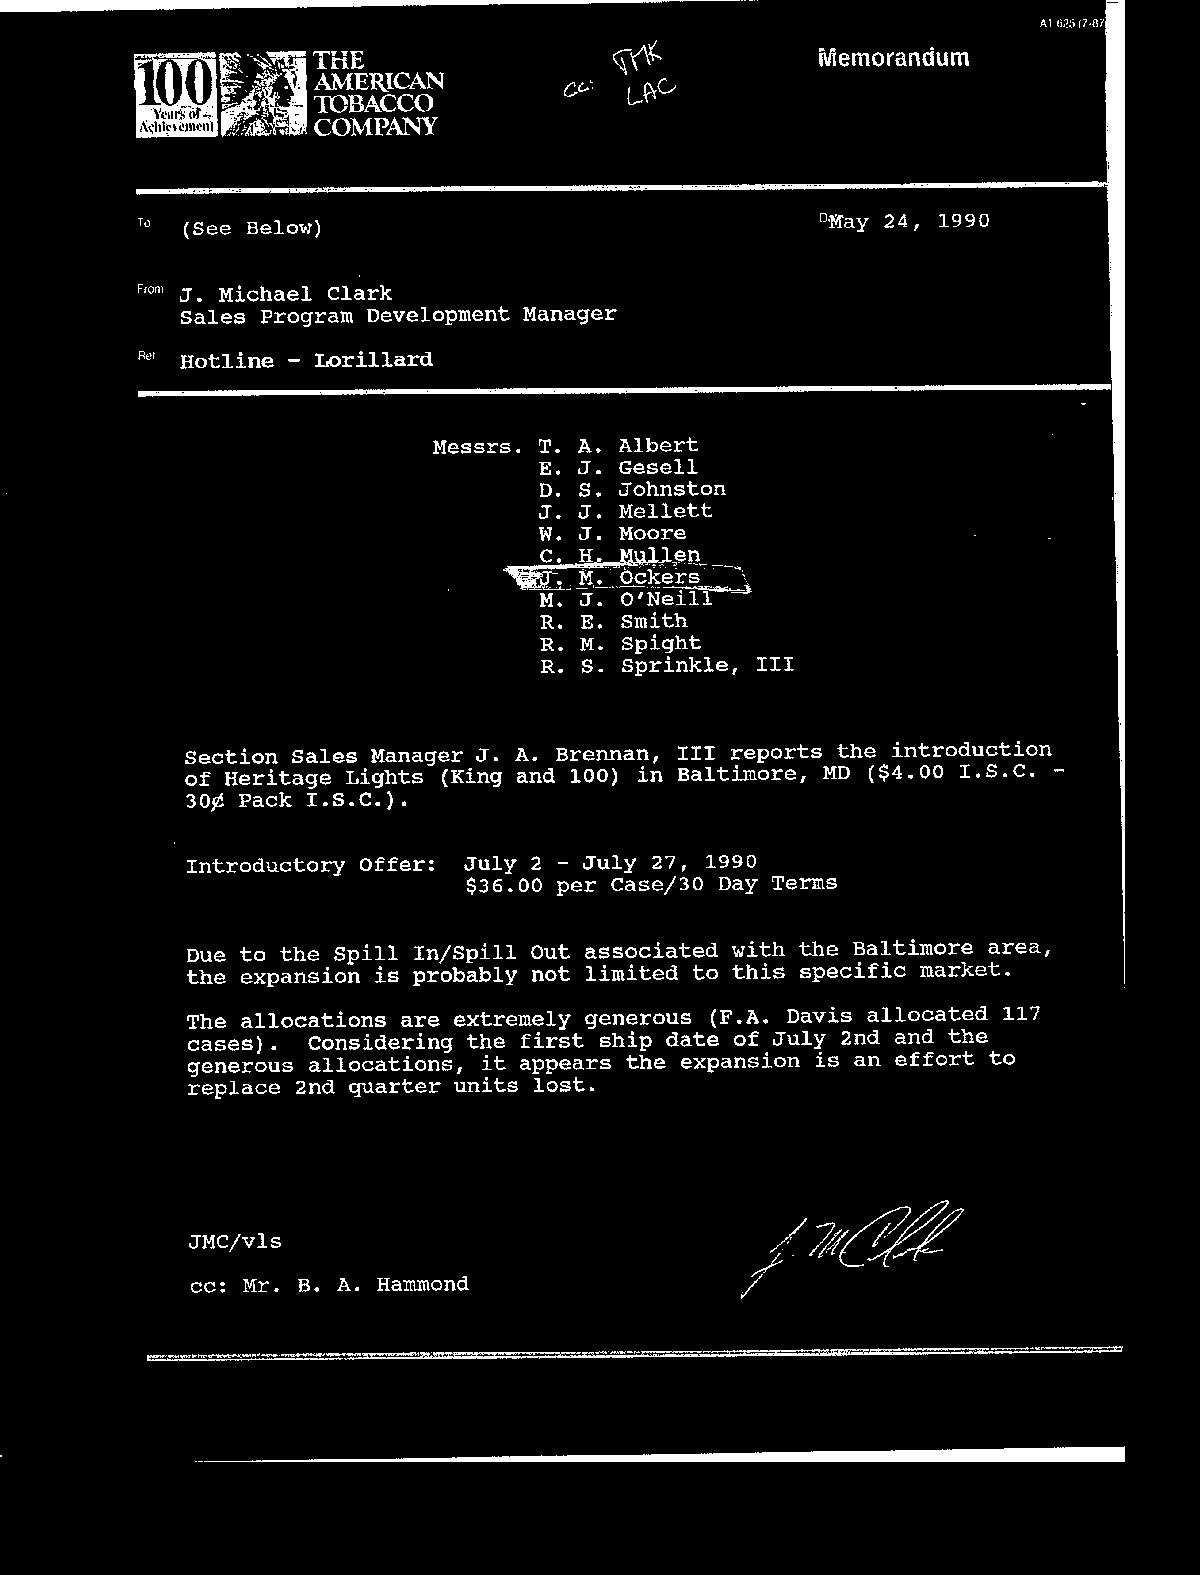 A1 625 (7-87)
100
Years of
Achievement
THE
AMERICAN
TOBACCO
COMPANY
cc: TMK
LAC
Memorandum
To (See Below)
May 24, 1990
From J. Michael Clark
Sales Program Development Manager
Re: Hotline - Lorillard
Messrs. T. A. Albert
E. J. Gesell
D. S. Johnston
J. J. Mellett
W. J. Moore
C. H. Mullen
J. M. Ockers
M. J. O'Neill
R. E. Smith
R. M. Spight
R. S. Sprinkle, III
Section Sales Manager J. A. Brennan, III reports the introduction
of Heritage Lights (King and 100) in Baltimore, MD ($4.00 I.S.C. -
30¢ Pack I.S.C.).
Introductory Offer: July 2 - July 27, 1990
$36.00 per Case/30 Day Terms
Due to the Spill In/Spill Out associated with the Baltimore area,
the expansion is probably not limited to this specific market.
The allocations are extremely generous (F.A. Davis allocated 117
cases). Considering the first ship date of July 2nd and the
generous allocations, it appears the expansion is an effort to
replace 2nd quarter units lost.
J. M Clark
JMC/vls
cc: Mr. B. A. Hammond